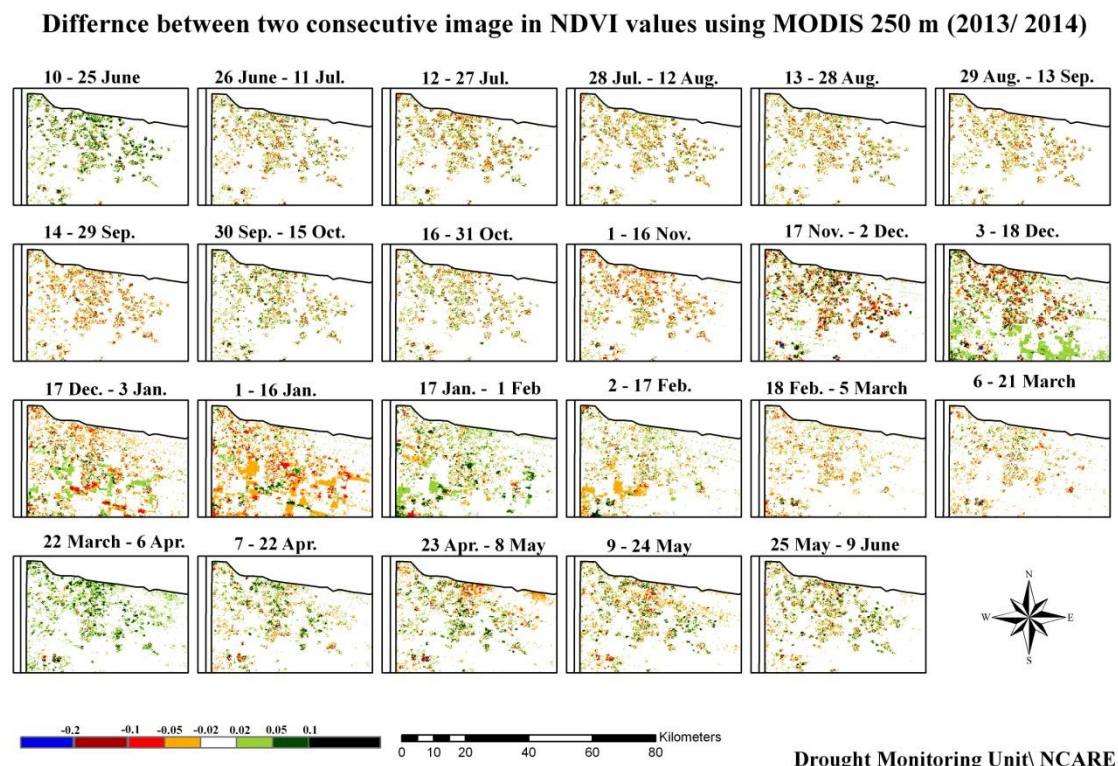 Differnce between two consecutive image in NDVI values using MODIS 250 m (2013/ 2014)
10 - 25 June
26 June - 11 Jul.
12 - 27 Jul.
28 Jul. - 12 Aug.
13 - 28 Aug.
29 Aug. - 13 Sep.
14 - 29 Sep.
30 Sep. - 15 Oct.
16 - 31 Oct.
1 - 16 Nov.
17 Nov. - 2 Dec.
3 - 18 Dec.
17 Dec. - 3 Jan.
1 - 16 Jan.
17 Jan. - 1 Feb
2 - 17 Feb.
18 Feb. - 5 March
6 - 21 March
22 March - 6 Apr.
7 - 22 Apr.
23 Apr. - 8 May
9 - 24 May
25 May - 9 June
N
W E
S
-0.2 -0.1 -0.05 -0.02 0.02 0.05 0.1
Kilometers
0 10 20 40 60 80
Drought Monitoring Unit\ NCARE